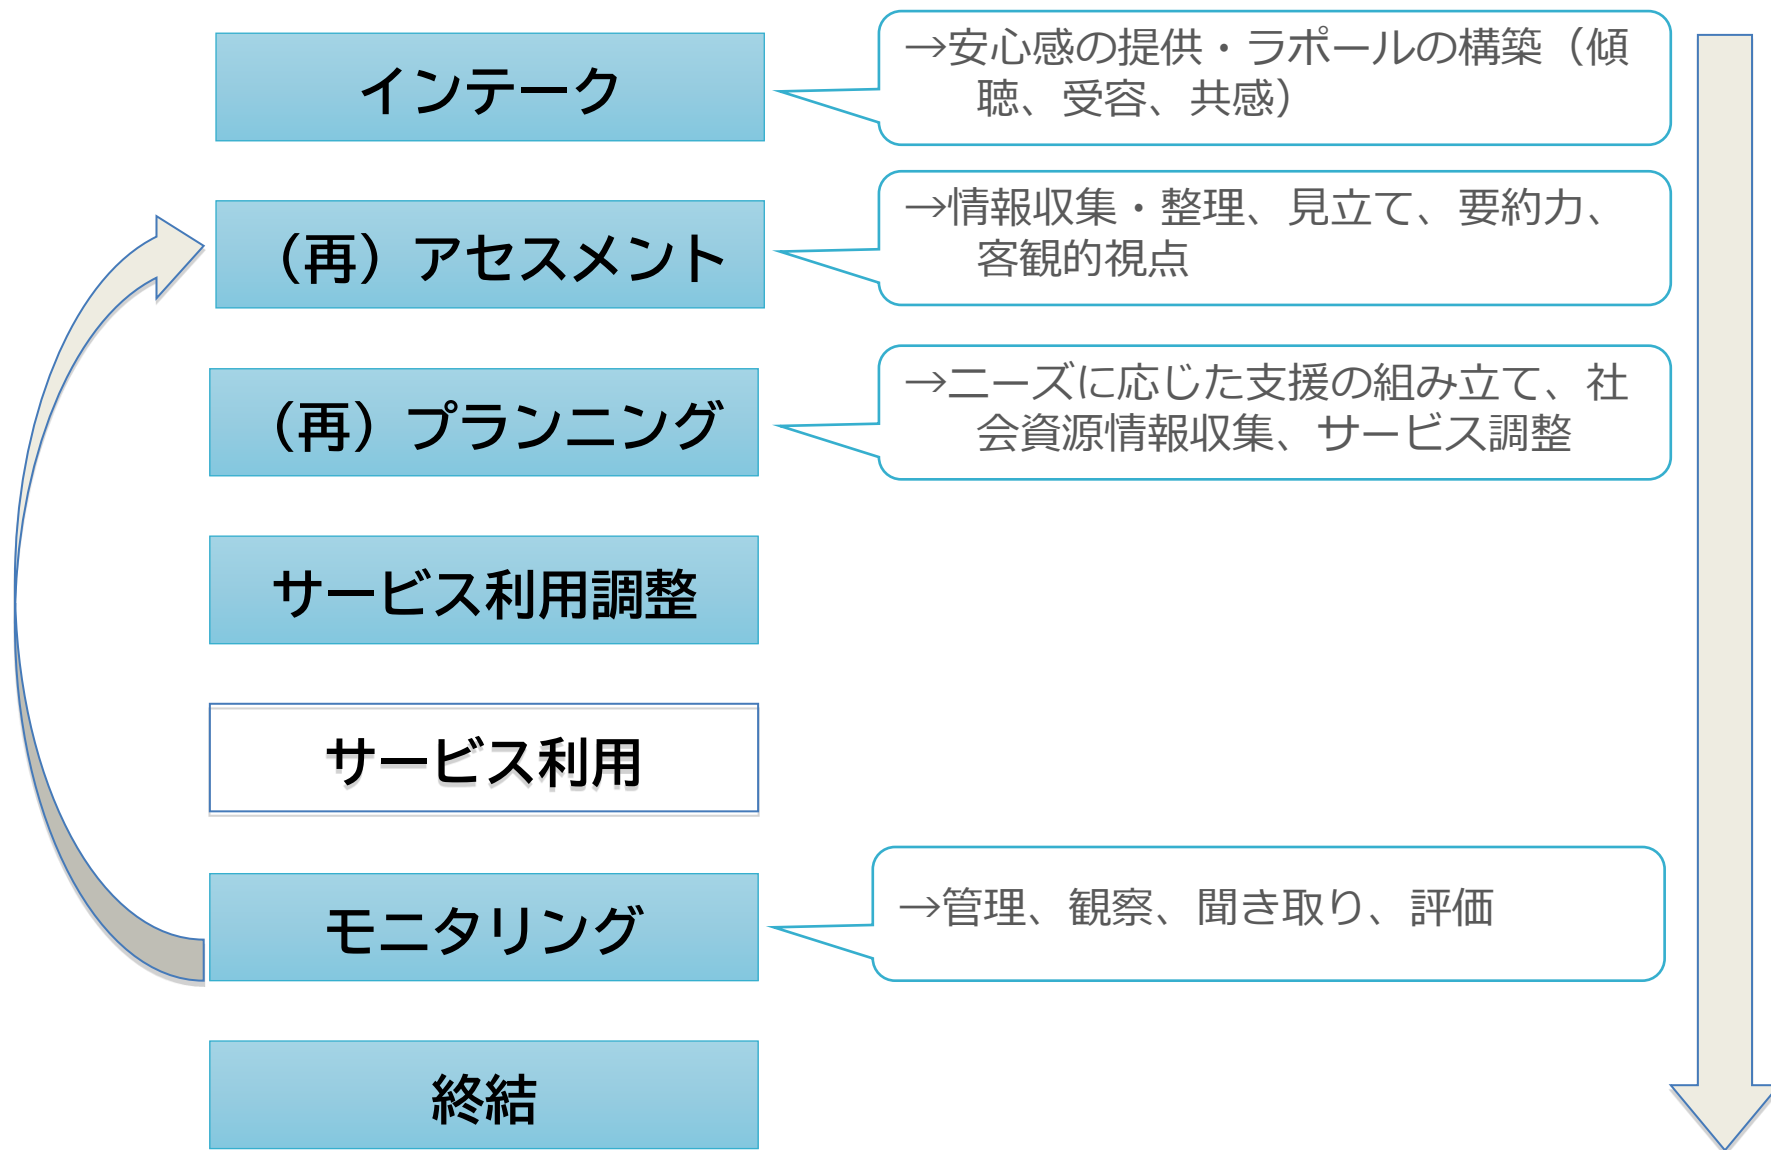 インテーク
→安心感の提供・ラポールの構築（傾
聴、受容、共感）
（再）アセスメント
→情報収集・整理、見立て、要約力、
客観的視点
（再）プランニング
→ニーズに応じた支援の組み立て、社
会資源情報収集、サービス調整
サービス利用調整
サービス利用
モニタリング
→管理、観察、聞き取り、評価
終結